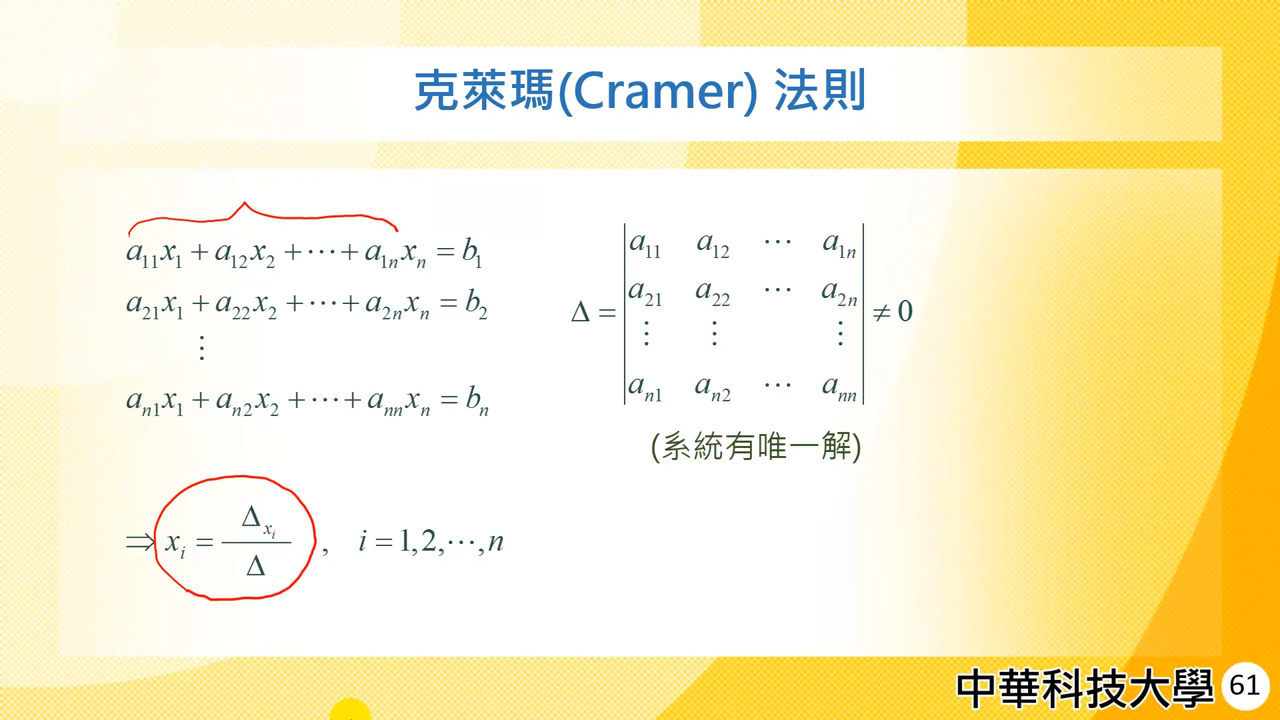 克萊瑪(Cramer) 法則
a₁₁x₁ + a₁₂x₂ + ⋯ + a₁ₙxₙ = b₁
a₂₁x₁ + a₂₂x₂ + ⋯ + a₂ₙxₙ = b₂
⋮
aₙ₁x₁ + aₙ₂x₂ + ⋯ + aₙₙxₙ = bₙ
Δ = | a₁₁ a₁₂ ⋯ a₁ₙ |
| a₂₁ a₂₂ ⋯ a₂ₙ | ≠ 0
| ⋮ ⋮ ⋮ |
| aₙ₁ aₙ₂ ⋯ aₙₙ |
(系統有唯一解)
⇒ xᵢ = Δxᵢ / Δ , i = 1,2,⋯,n
中華科技大學 61